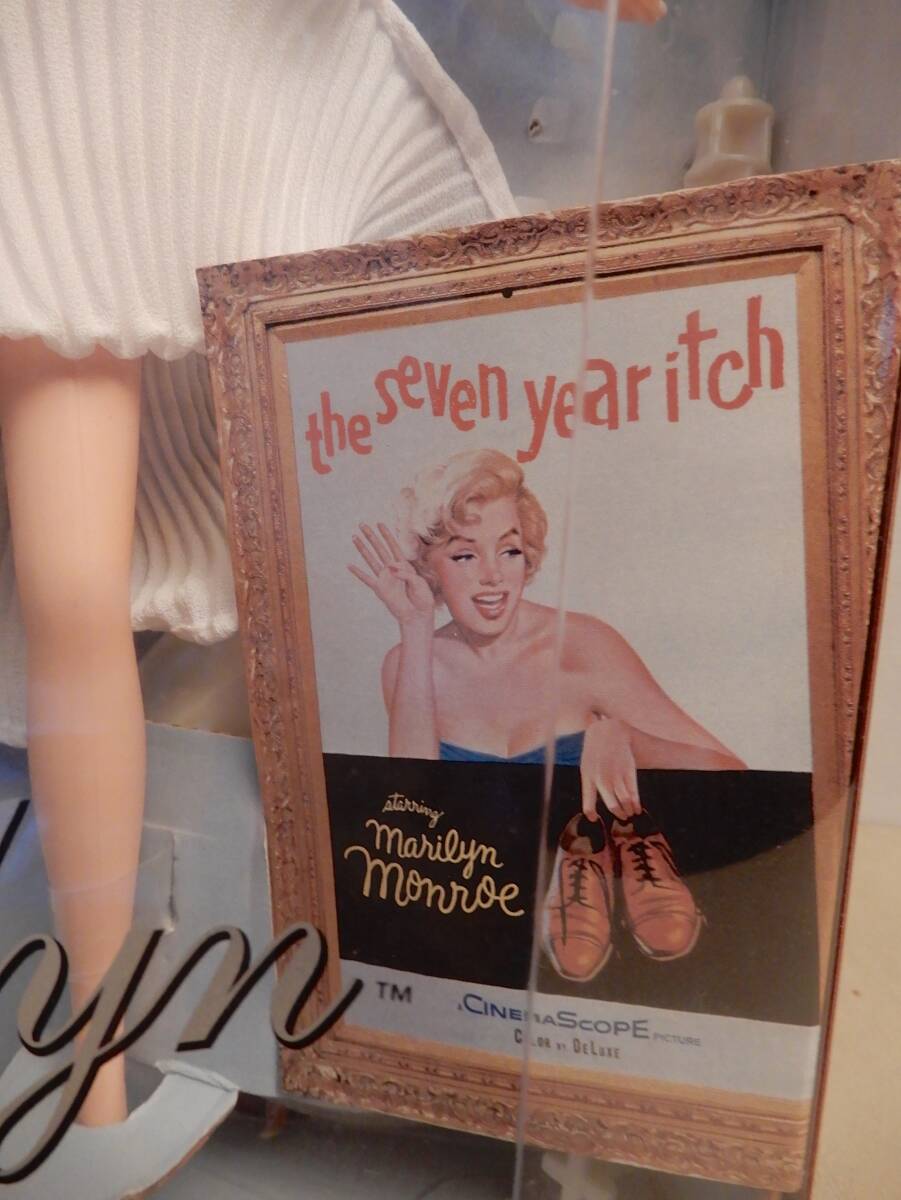 the seven year itch
starring
Marilyn
Monroe
yn ™
A CINEMASCOPE PICTURE
COLOR BY DELUXE